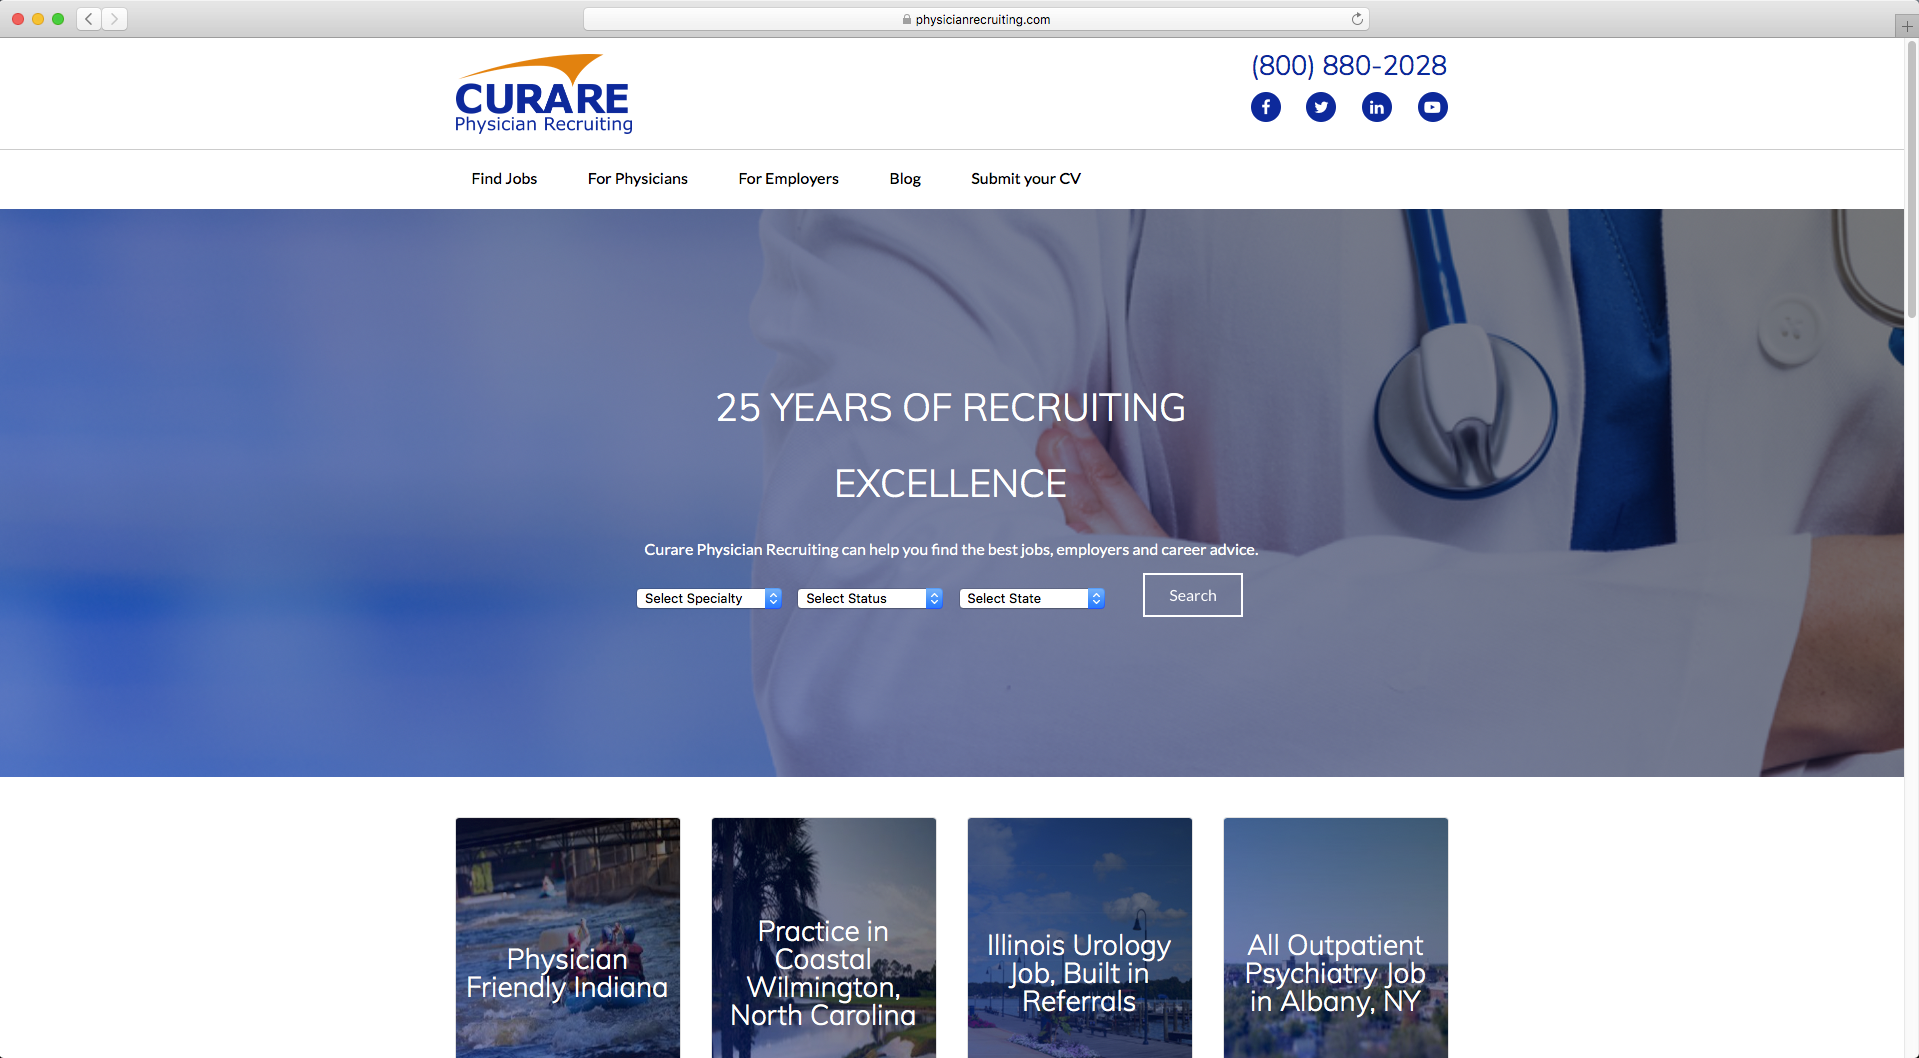 physicianrecruiting.com
CURARE
Physician Recruiting
(800) 880-2028
Find Jobs
For Physicians
For Employers
Blog
Submit your CV
25 YEARS OF RECRUITING
EXCELLENCE
Curare Physician Recruiting can help you find the best jobs, employers and career advice.
Select Specialty
Select Status
Select State
Search
Physician
Friendly Indiana
Practice in
Coastal
Wilmington,
North Carolina
Illinois Urology
Job, Built in
Referrals
All Outpatient
Psychiatry Job
in Albany, NY